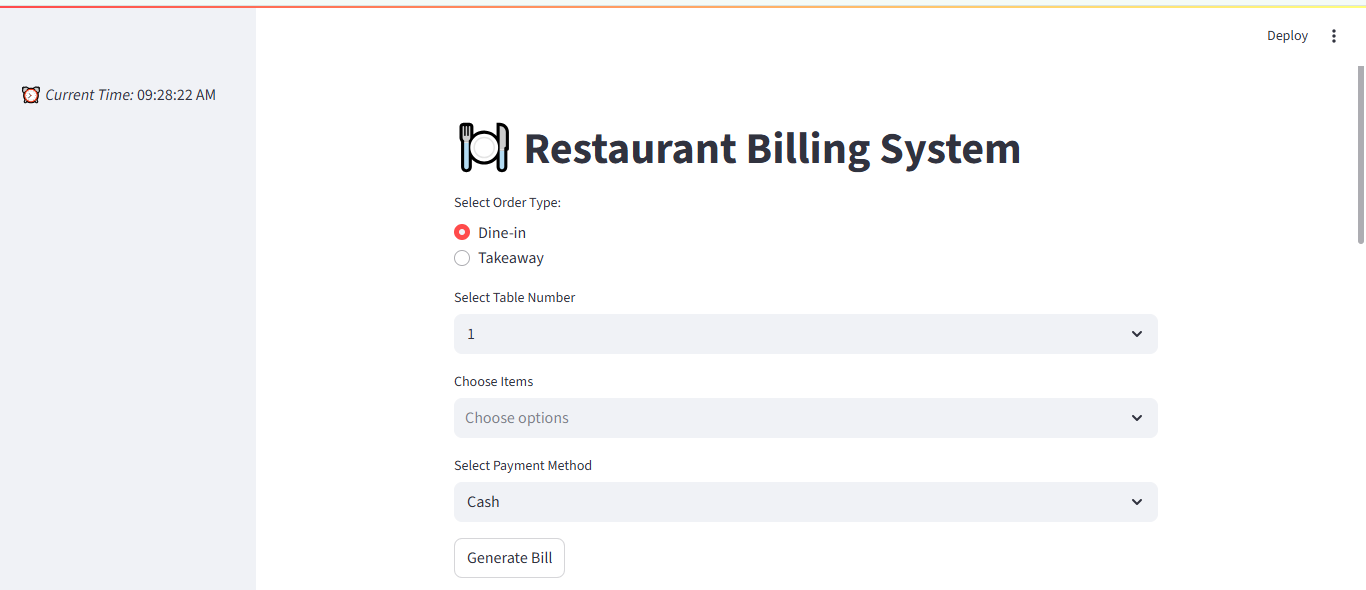 Deploy
Current Time: 09:28:22 AM
Restaurant Billing System
Select Order Type:
Dine-in
Takeaway
Select Table Number
1
Choose Items
Choose options
Select Payment Method
Cash
Generate Bill